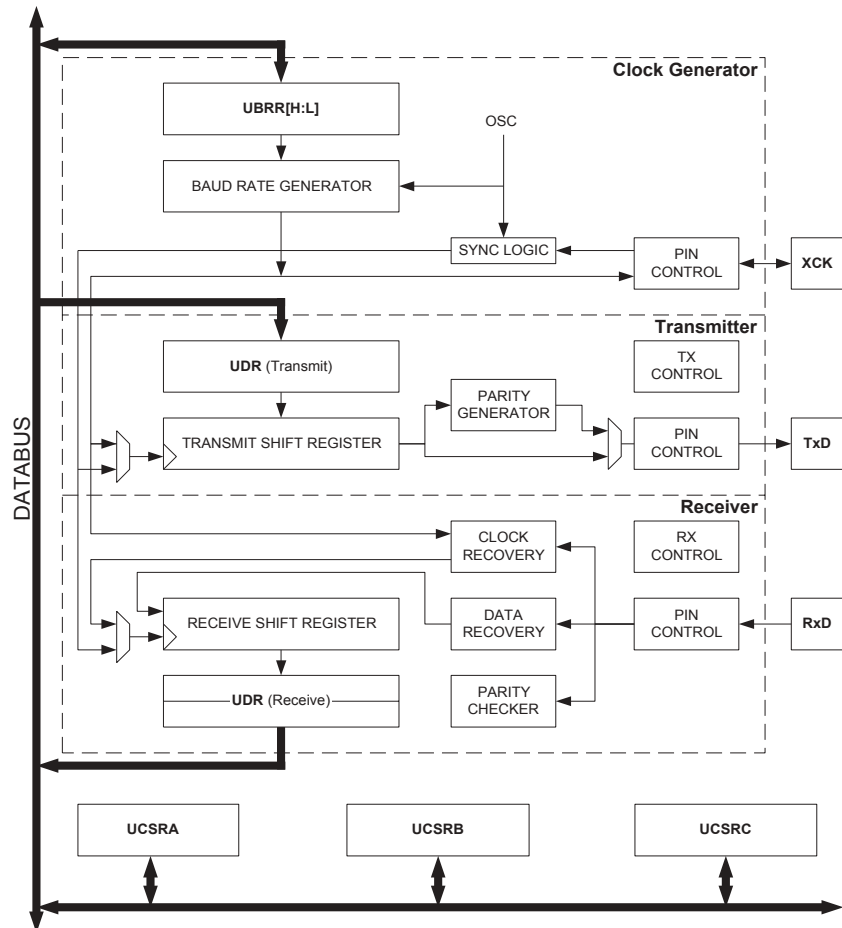 Clock Generator
UBRR[H:L]
OSC
BAUD RATE GENERATOR
SYNC LOGIC
PIN
CONTROL
XCK
Transmitter
UDR (Transmit)
TX
CONTROL
PARITY
GENERATOR
TRANSMIT SHIFT REGISTER
PIN
CONTROL
TxD
DATABUS
Receiver
CLOCK
RECOVERY
RX
CONTROL
RECEIVE SHIFT REGISTER
DATA
RECOVERY
PIN
CONTROL
RxD
UDR (Receive)
PARITY
CHECKER
UCSRA
UCSRB
UCSRC